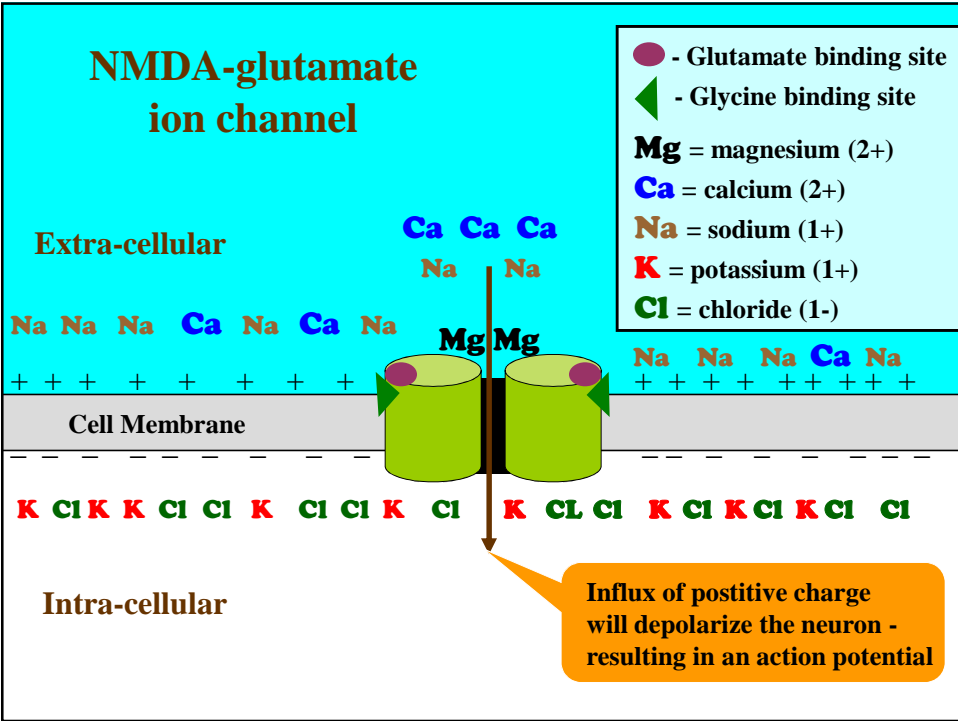 NMDA-glutamate
ion channel
- Glutamate binding site
- Glycine binding site
Mg = magnesium (2+)
Ca = calcium (2+)
Na = sodium (1+)
K = potassium (1+)
Cl = chloride (1-)
Extra-cellular
Ca Ca Ca
Na Na
Na Na Na Ca Na Ca Na
Mg Mg
Na Na Na Ca Na
+ + + + + + + + + + + + + + + + + +
Cell Membrane
_ _ _ _ _ _ _ _ _ _ _ _ _ _ _ _ _ _
K Cl K K Cl Cl K Cl Cl K Cl K CL Cl K Cl K Cl K Cl Cl
Intra-cellular
Influx of postitive charge
will depolarize the neuron -
resulting in an action potential